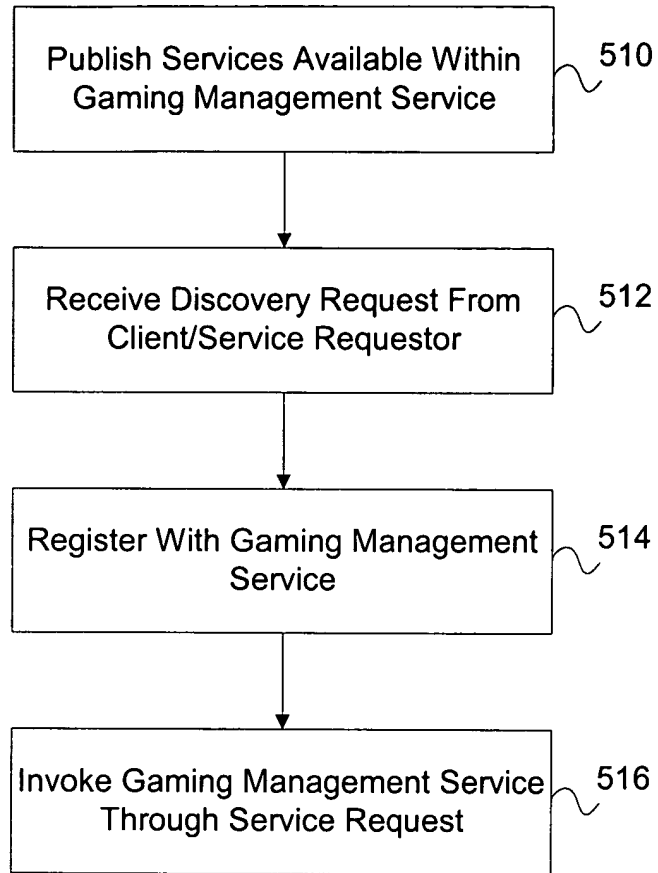 Publish Services Available Within
Gaming Management Service
510
Receive Discovery Request From
Client/Service Requestor
512
Register With Gaming Management
Service
514
Invoke Gaming Management Service
Through Service Request
516